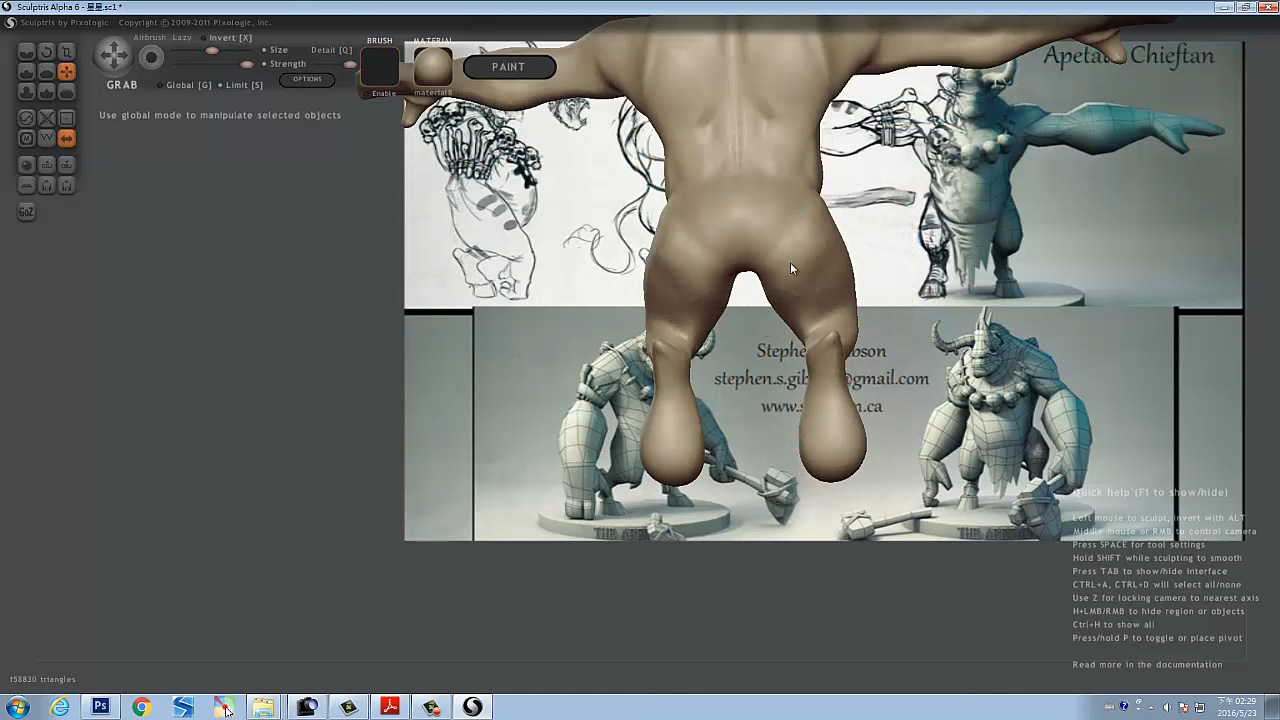 Sculptris Alpha 6 - 星星.sc1 *
Sculptris by Pixologic Copyright © 2009-2011 Pixologic, Inc.
Airbrush Lazy Invert [X]
Size Detail [Q]
Strength
OPTIONS
GRAB Global [G] Limit [S]
BRUSH MATERIAL
Enable material8
PAINT
Use global mode to manipulate selected objects
GoZ
Chieftan
stephen.s.gi @gmail.com
www.s .ca
Quick help (F1 to show/hide)
Left mouse to sculpt, invert with ALT
Middle mouse or RMB to control camera
Press SPACE for tool settings
Hold SHIFT while sculpting to smooth
Press TAB to show/hide interface
CTRL+A, CTRL+D will select all/none
Use Z for locking camera to nearest axis
H+LMB/RMB to hide region or objects
Ctrl+H to show all
Press/hold P to toggle or place pivot
Read more in the documentation
158830 triangles
Ps
下午 02:29
2016/5/23